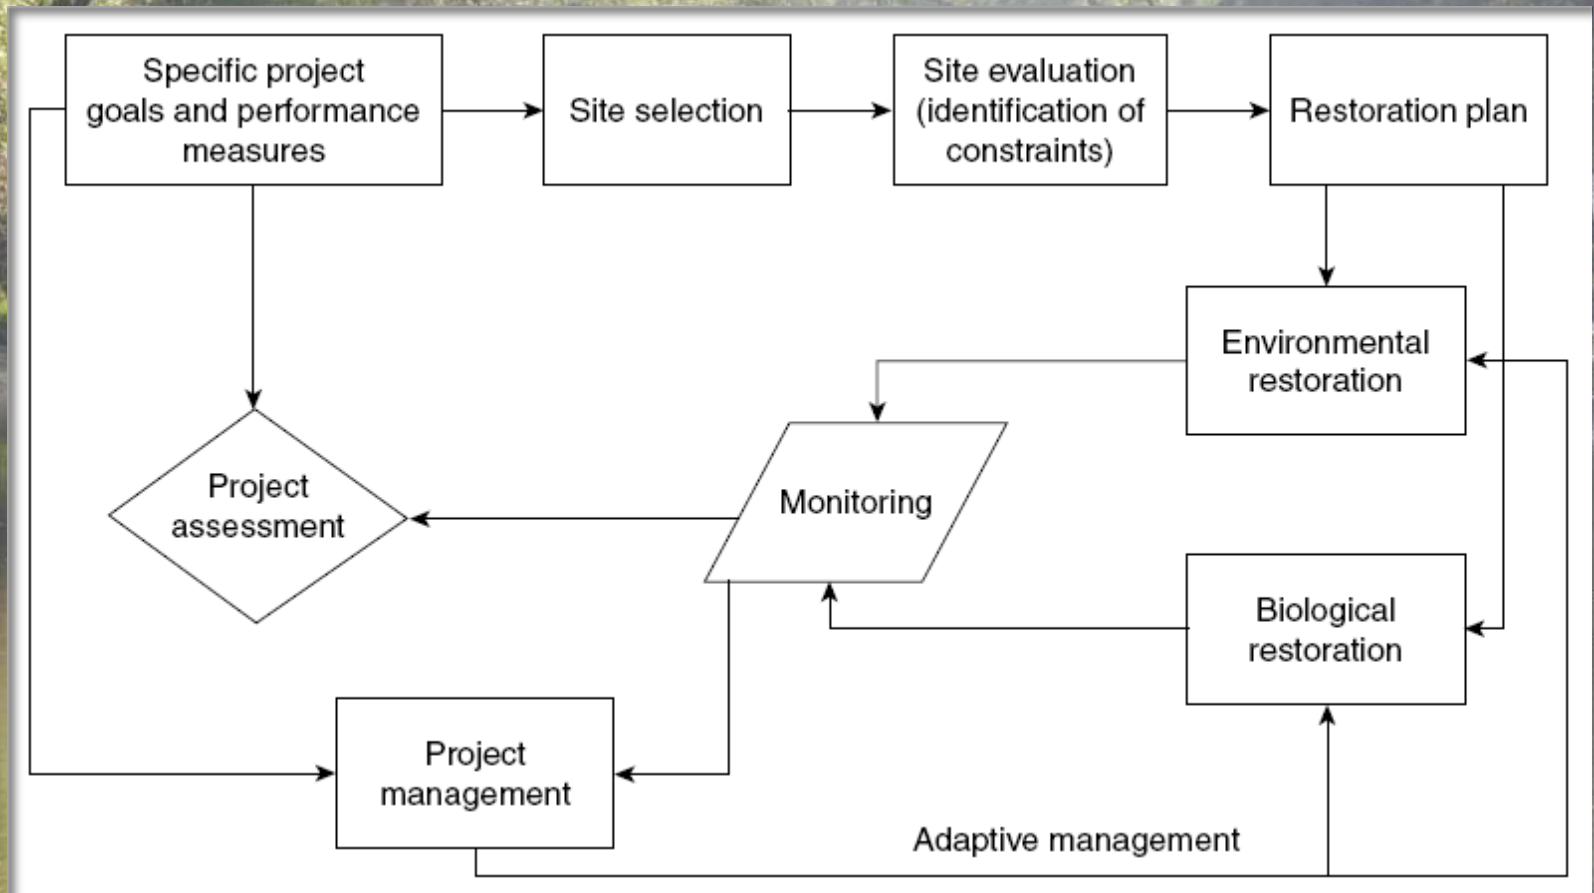 Specific project
goals and performance
measures
Site selection
Site evaluation
(identification of
constraints)
Restoration plan
Environmental
restoration
Project
assessment
Monitoring
Biological
restoration
Project
management
Adaptive management